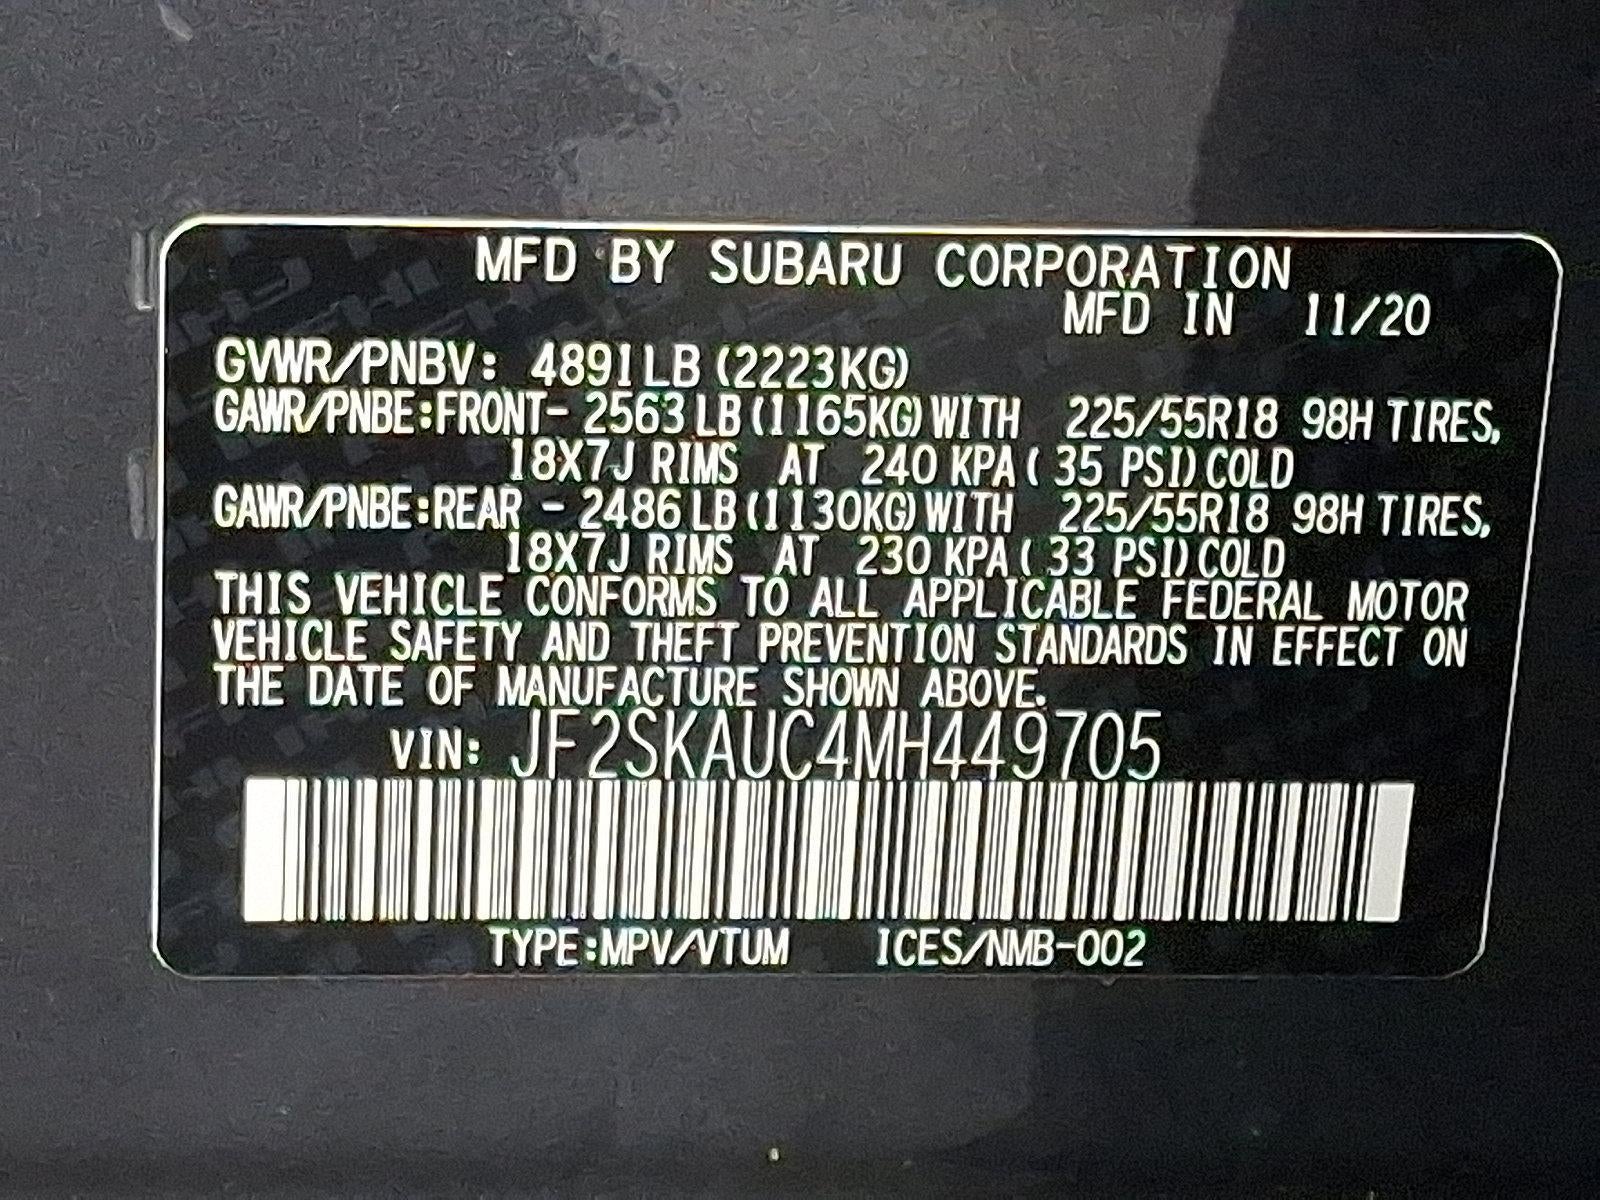 MFD BY SUBARU CORPORATION
MFD IN 11/20
GVWR/PNBV: 4891LB (2223KG)
GAWR/PNBE:FRONT- 2563 LB (1165KG) WITH 225/55R18 98H TIRES,
18X7J RIMS AT 240 KPA ( 35 PSI) COLD
GAWR/PNBE:REAR - 2486 LB (1130KG) WITH 225/55R18 98H TIRES,
18X7J RIMS AT 230 KPA ( 33 PSI) COLD
THIS VEHICLE CONFORMS TO ALL APPLICABLE FEDERAL MOTOR
VEHICLE SAFETY AND THEFT PREVENTION STANDARDS IN EFFECT ON
THE DATE OF MANUFACTURE SHOWN ABOVE.
VIN: JF2SKAUC4MH449705
TYPE:MPV/VTUM ICES/NMB-002